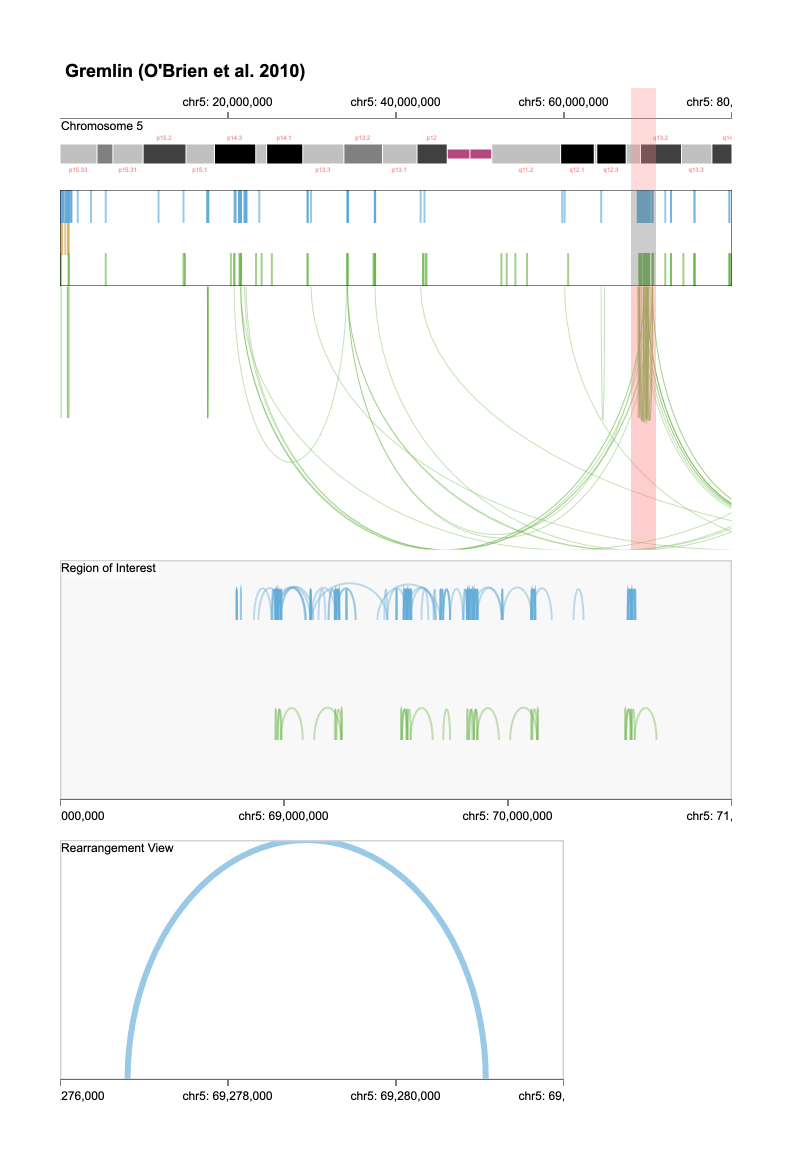 Gremlin (O'Brien et al. 2010)
chr5: 20,000,000 chr5: 40,000,000 chr5: 60,000,000 chr5: 80,
Chromosome 5
p15.2 p14.3 p14.1 p13.2 p12 q13.2 q14
p15.33 p15.31 p15.1 p13.3 p13.1 q11.2 q12.1 q12.3 q13.3
Region of Interest
000,000 chr5: 69,000,000 chr5: 70,000,000 chr5: 71,
Rearrangement View
276,000 chr5: 69,278,000 chr5: 69,280,000 chr5: 69,